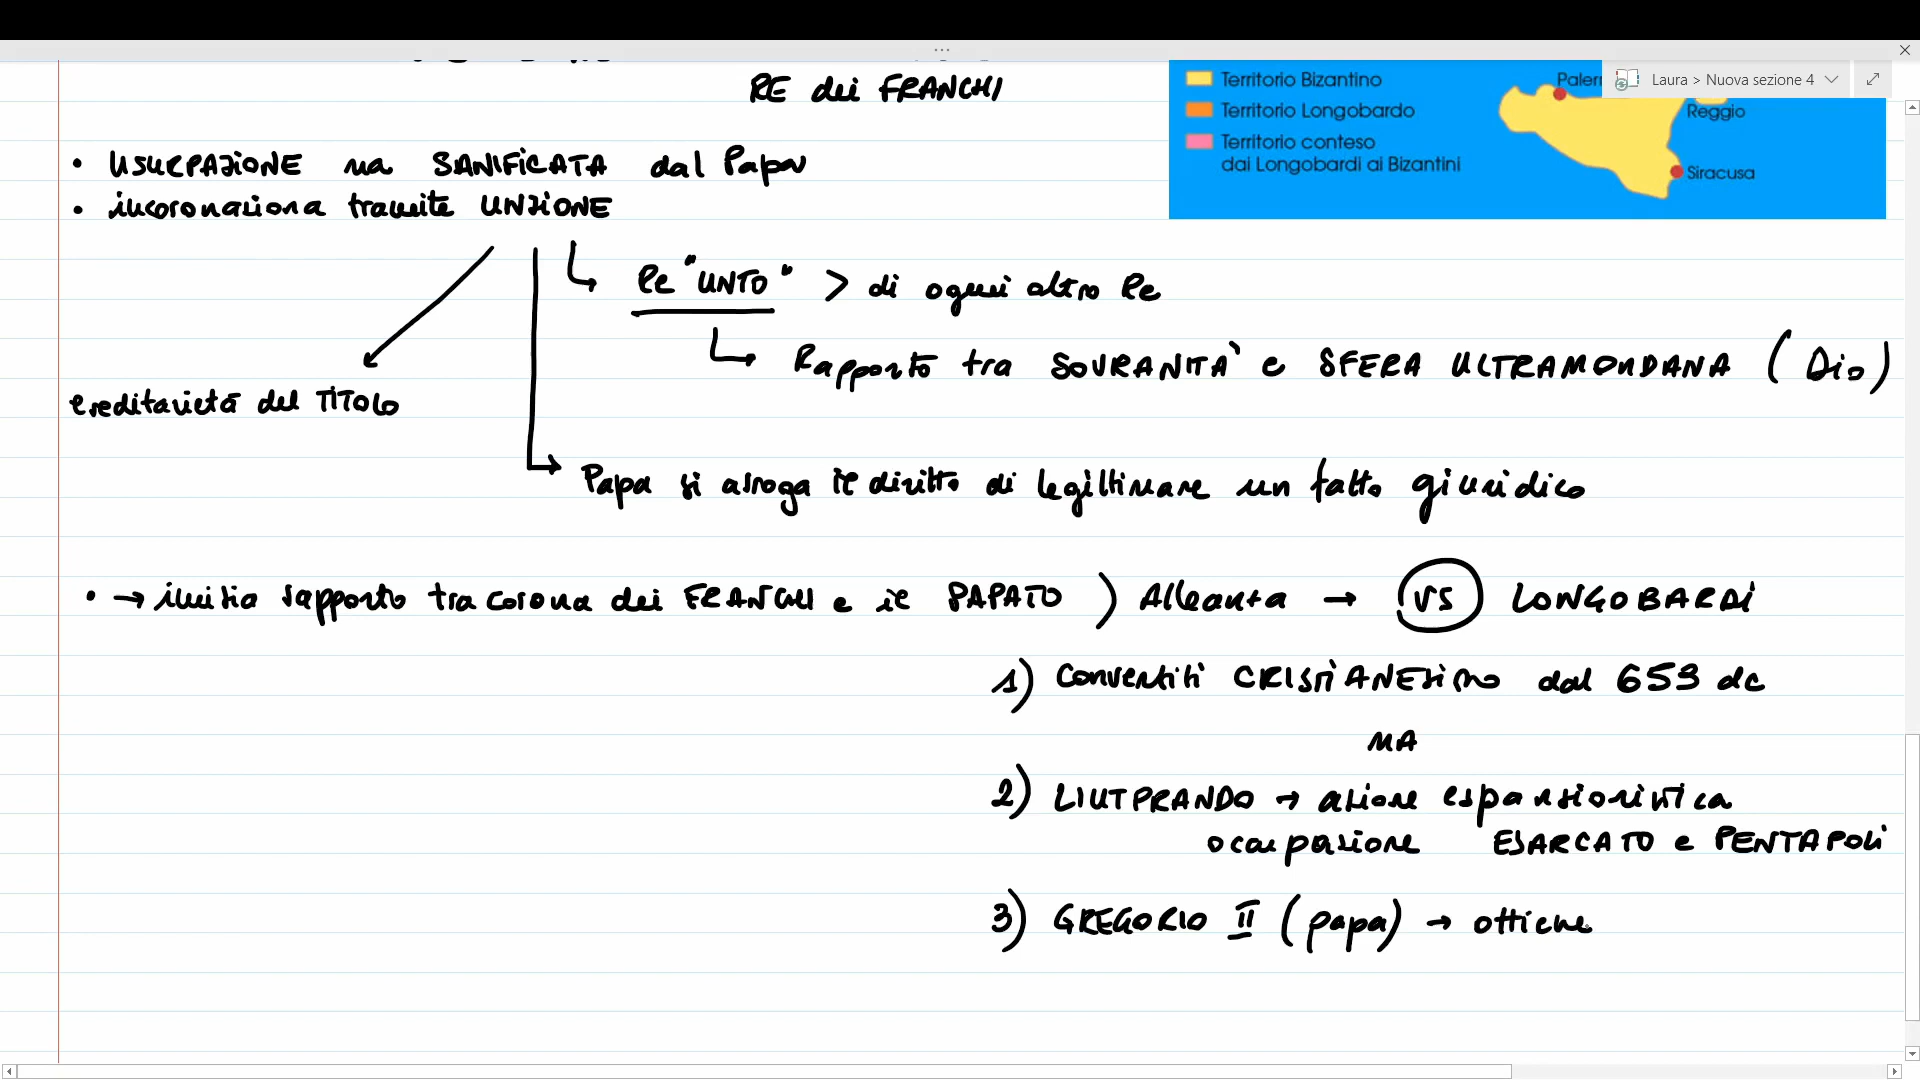 RE dei FRANCHI
Territorio Bizantino
Territorio Longobardo
Territorio conteso
dai Longobardi ai Bizantini
Palerm
Reggio
Siracusa
Laura > Nuova sezione 4
• USURPAZIONE ma SANIFICATA dal Papa
• incoronaziona tramite UNZIONE
Re "UNTO" > di ogni altro Re
Rapporto tra SOVRANITÀ e SFERA ULTRAMONDANA (Dio)
ereditarietà del TITOLO
Papa si arroga il diritto di legittimare un fatto giuridico
• → inizia rapporto tra corona dei FRANCHI e il PAPATO ) Alleanza → VS LONGOBARDI
1) Convertiti CRISTIANESimo dal 653 dc
MA
2) LIUTPRANDO → azione espansionistica
occupazione ESARCATO e PENTAPOLI
3) GREGORIO II (papa) → ottiene